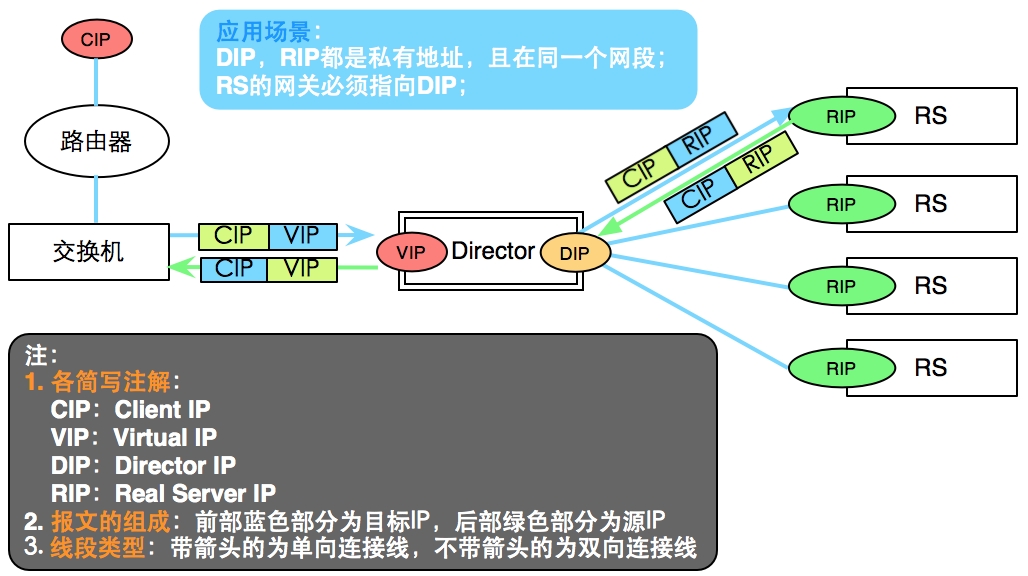 CIP
应用场景：
DIP，RIP都是私有地址，且在同一个网段；
RS的网关必须指向DIP；
路由器
交换机
CIP VIP
CIP VIP
VIP
Director
DIP
CIP RIP
CIP RIP
RIP
RS
RIP
RS
RIP
RS
RIP
RS
注：
1. 各简写注解：
CIP：Client IP
VIP：Virtual IP
DIP：Director IP
RIP：Real Server IP
2. 报文的组成：前部蓝色部分为目标IP，后部绿色部分为源IP
3. 线段类型：带箭头的为单向连接线，不带箭头的为双向连接线